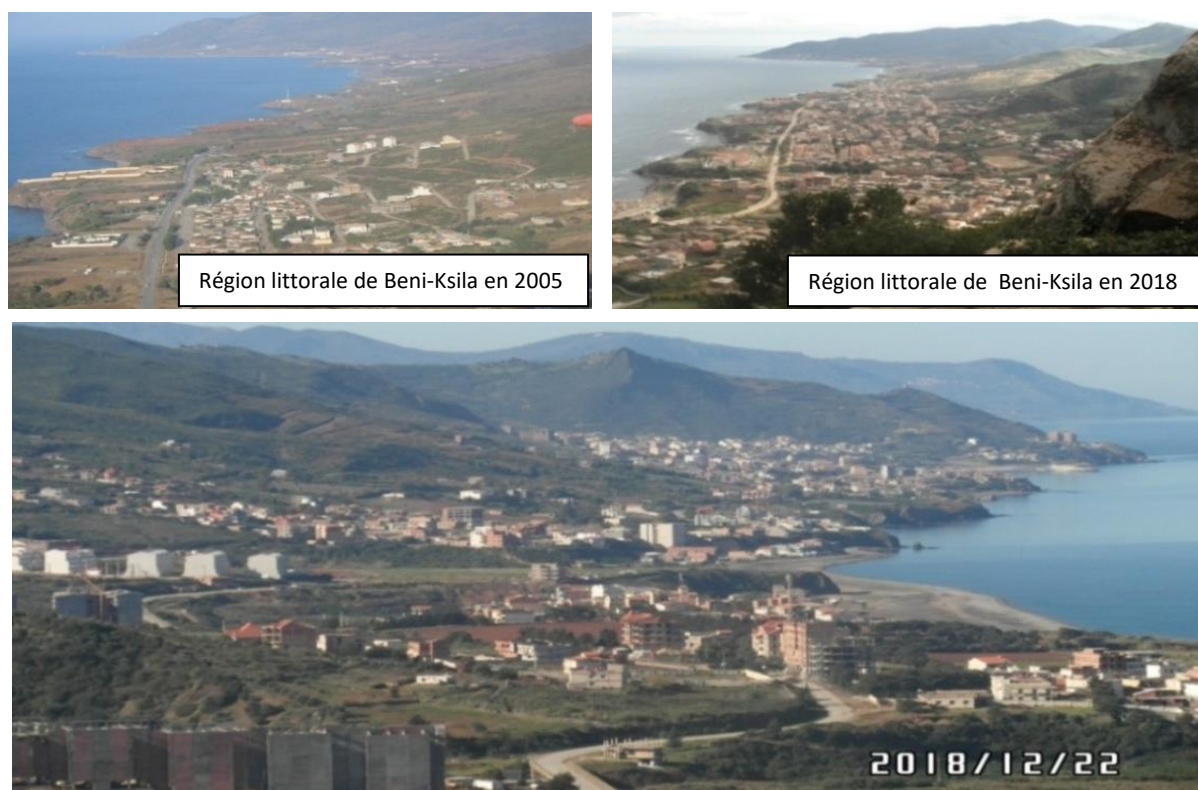 Région littorale de Beni-Ksila en 2005
Région littorale de Beni-Ksila en 2018
2018/12/22